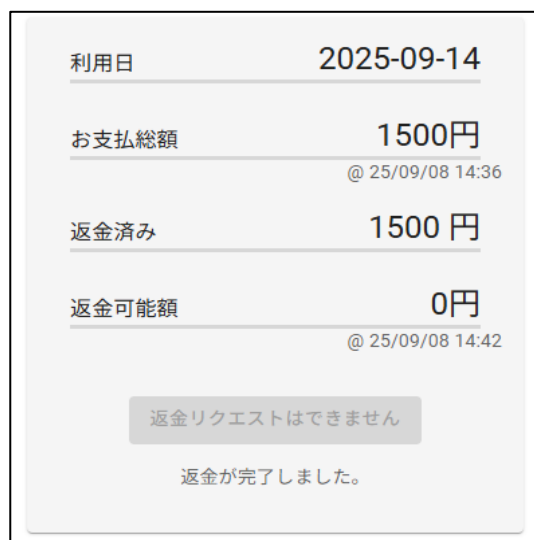 利用日 2025-09-14
お支払総額 1500円
@ 25/09/08 14:36
返金済み 1500 円
返金可能額 0円
@ 25/09/08 14:42
返金リクエストはできません
返金が完了しました。